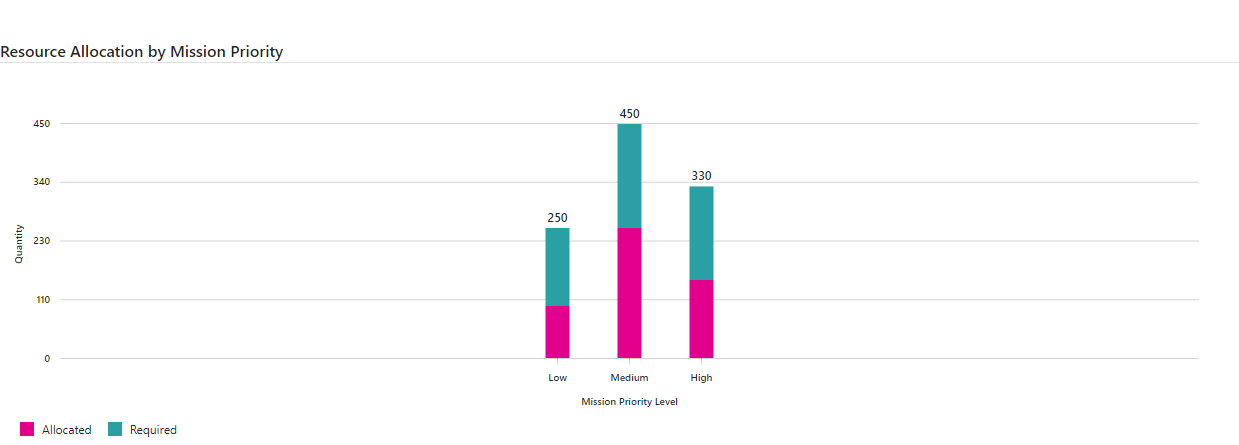 Resource Allocation by Mission Priority
450
450
340
330
250
230
Quantity
110
0
Low Medium High
Mission Priority Level
Allocated Required